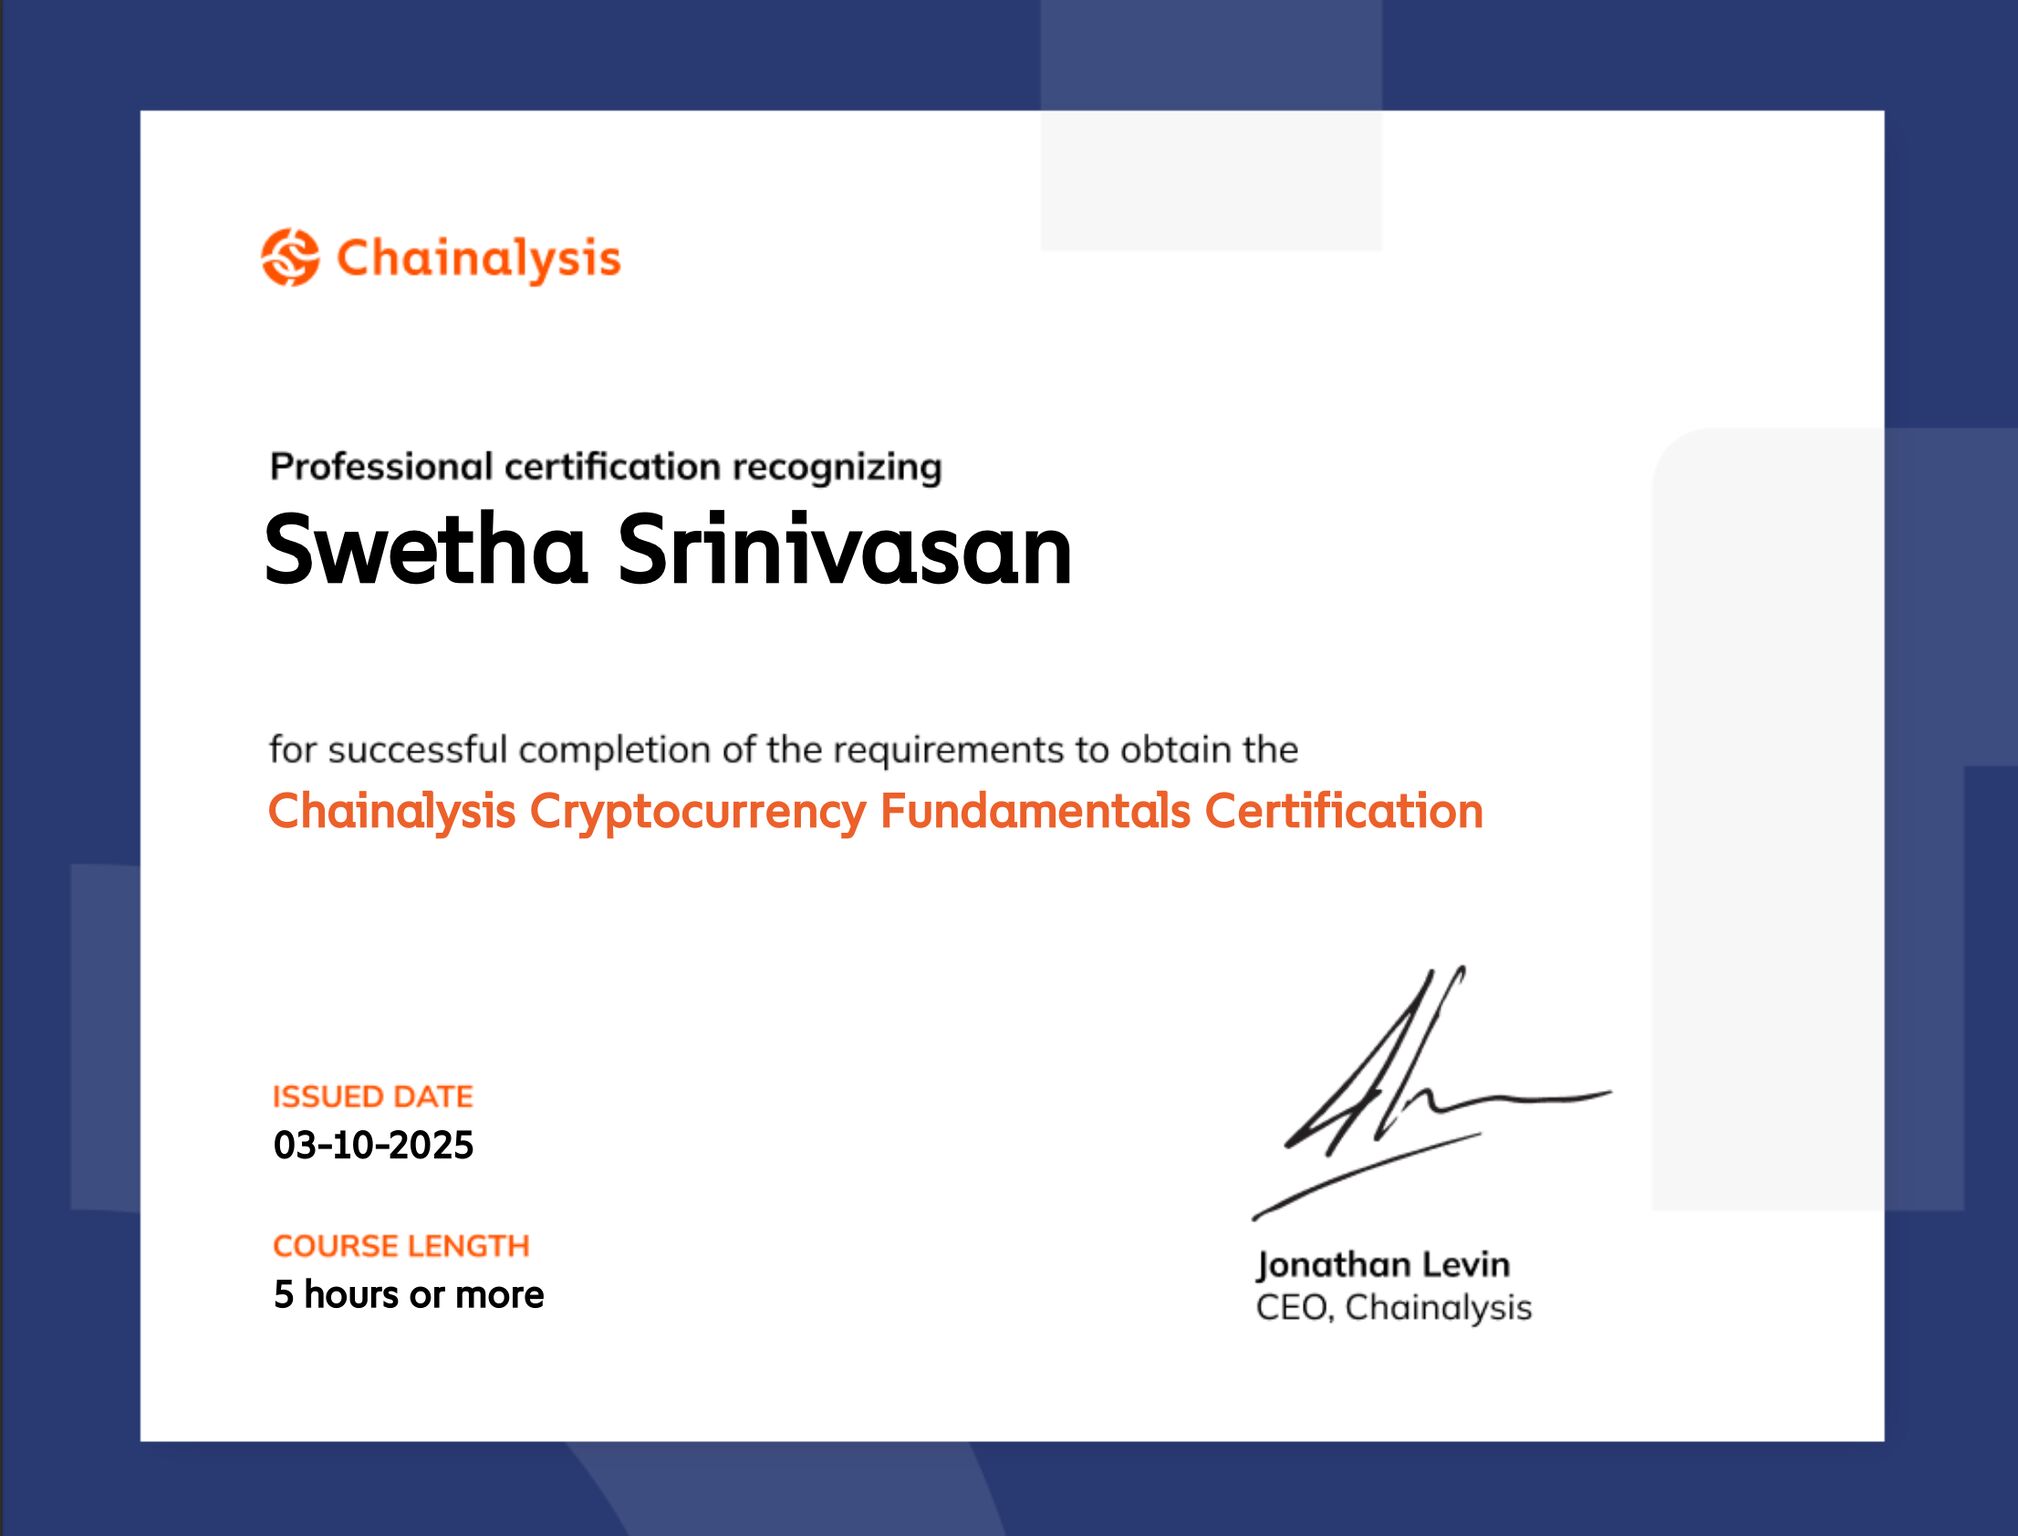 Chainalysis
Professional certification recognizing
Swetha Srinivasan
for successful completion of the requirements to obtain the
Chainalysis Cryptocurrency Fundamentals Certification
ISSUED DATE
03-10-2025
COURSE LENGTH
5 hours or more
Jonathan Levin
CEO, Chainalysis